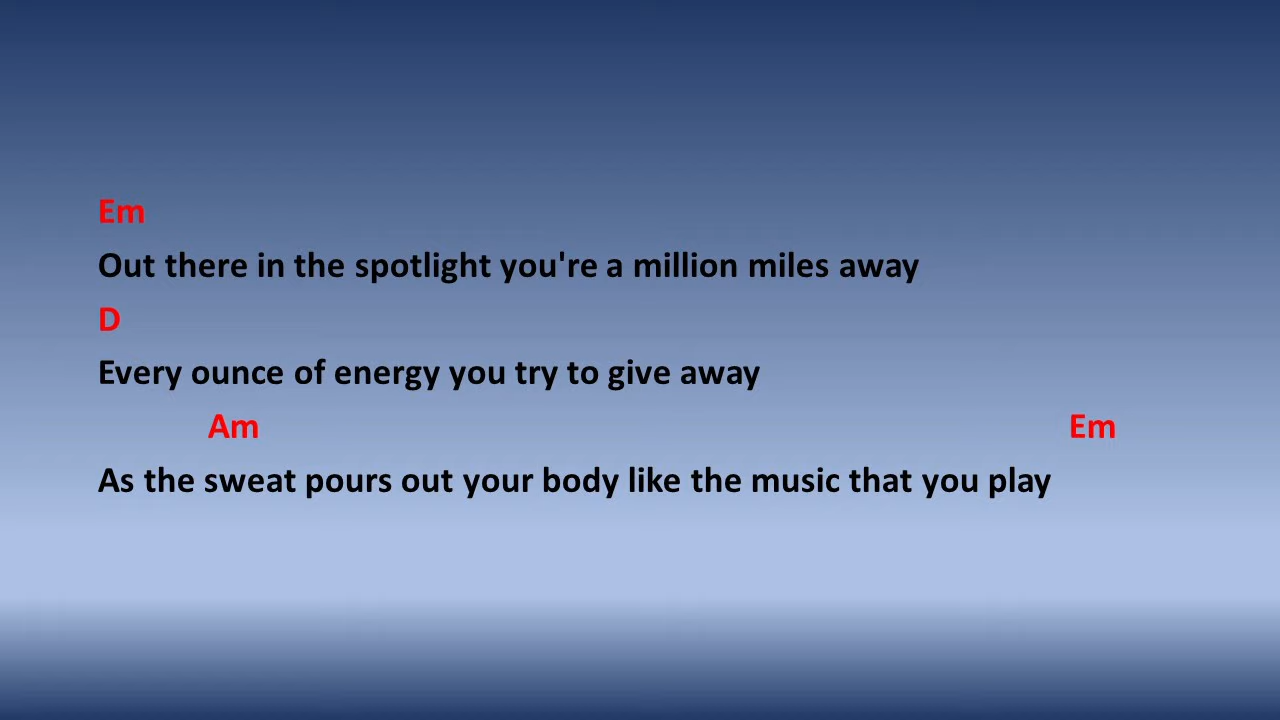 Em
Out there in the spotlight you're a million miles away
D
Every ounce of energy you try to give away
Am Em
As the sweat pours out your body like the music that you play